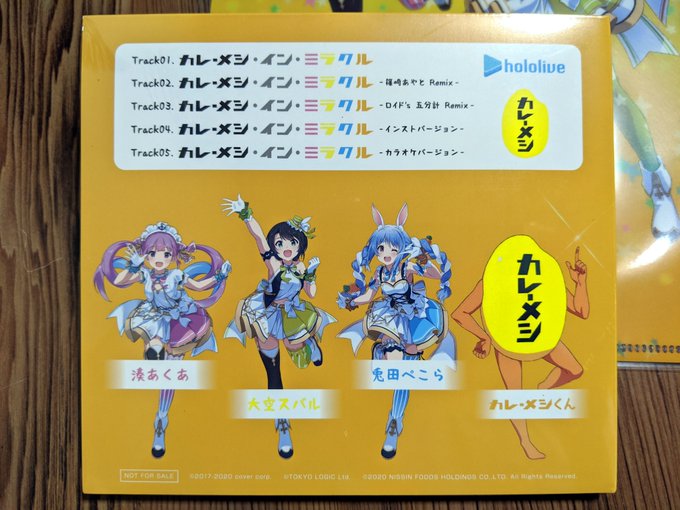 Track01. カレーメシ・イン・ミラクル
hololive
Track02. カレーメシ・イン・ミラクル -篠崎あやと Remix-
Track03. カレーメシ・イン・ミラクル -ロイド's 五分計 Remix-
Track04. カレーメシ・イン・ミラクル -インストバージョン-
Track05. カレーメシ・イン・ミラクル -カラオケバージョン-
カレーメシ
カレーメシ
湊あくあ
大空スバル
兎田ぺこら
カレーメシくん
NOT FOR SALE
©2017-2020 cover corp. ©TOKYO LOGIC Ltd. ©2020 NISSIN FOODS HOLDINGS CO.,LTD. All Rights Reserved.